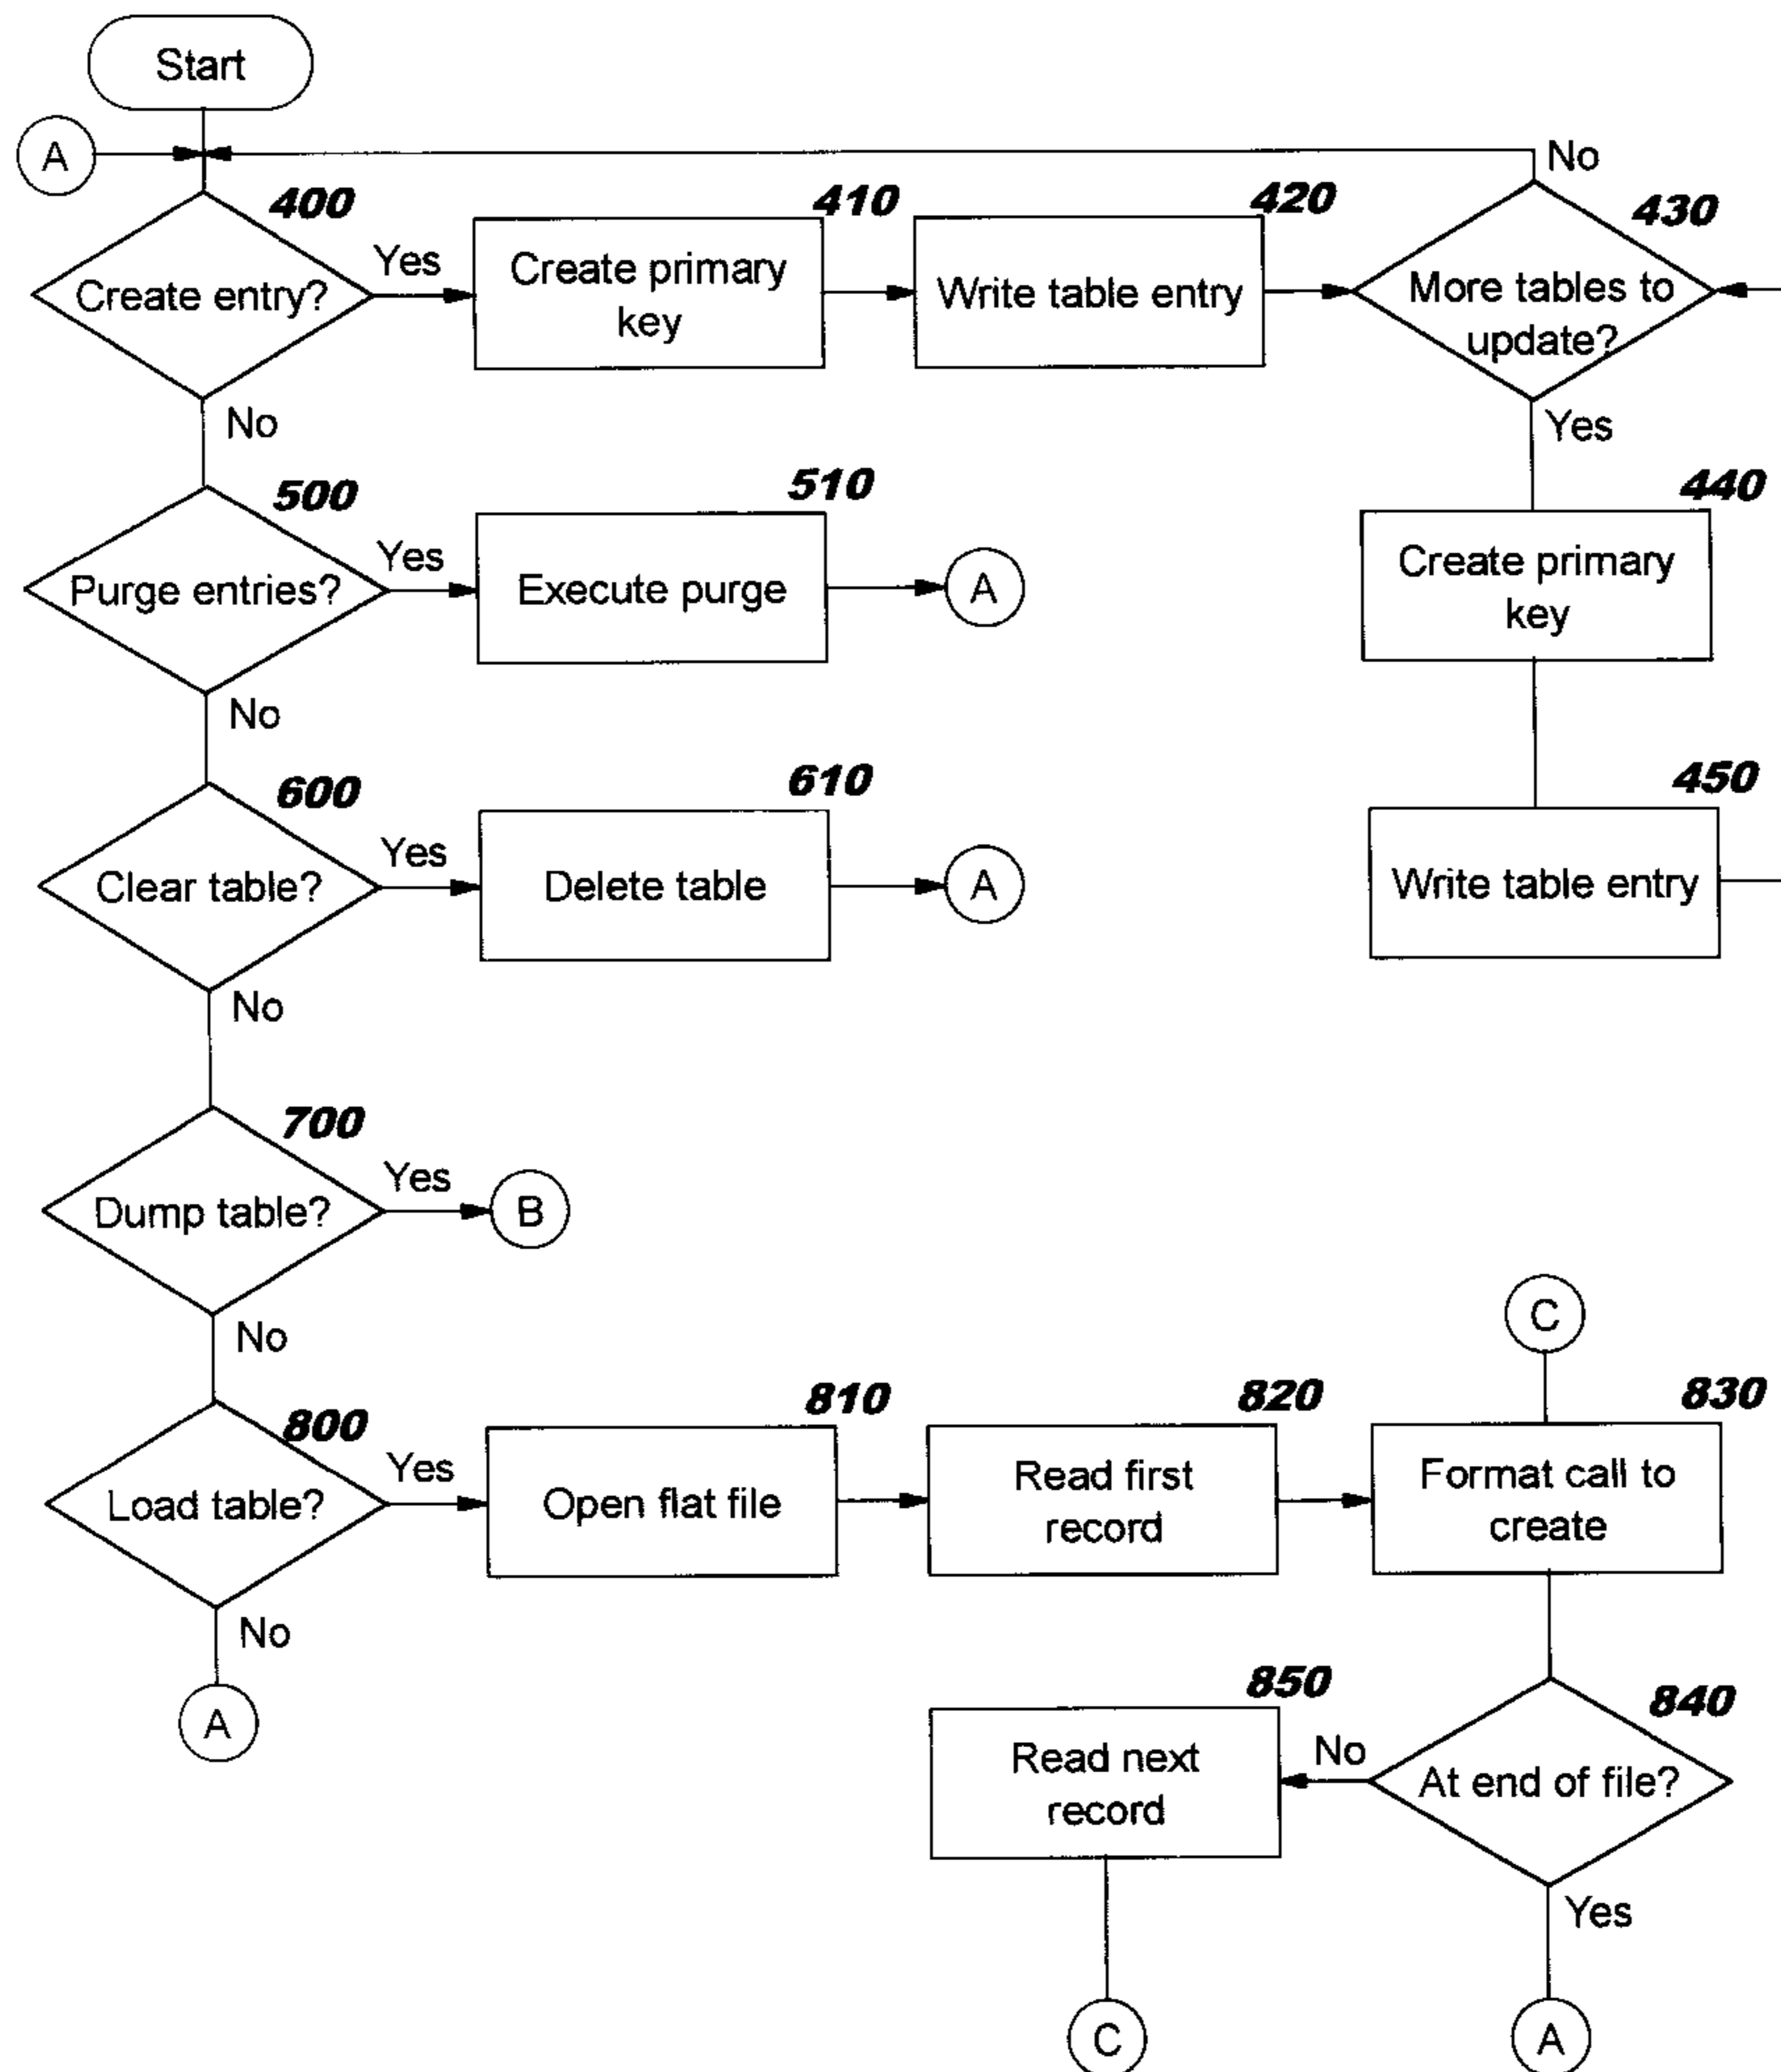 Start
A
No
400
410
420
430
Create entry?
Yes
Create primary
key
Write table entry
More tables to
update?
No
Yes
500
510
440
Purge entries?
Yes
Execute purge
A
Create primary
key
No
600
610
450
Clear table?
Yes
Delete table
A
Write table entry
No
700
Dump table?
Yes
B
No
C
800
810
820
830
Load table?
Yes
Open flat file
Read first
record
Format call to
create
No
A
850
840
Read next
record
No
At end of file?
Yes
C
A